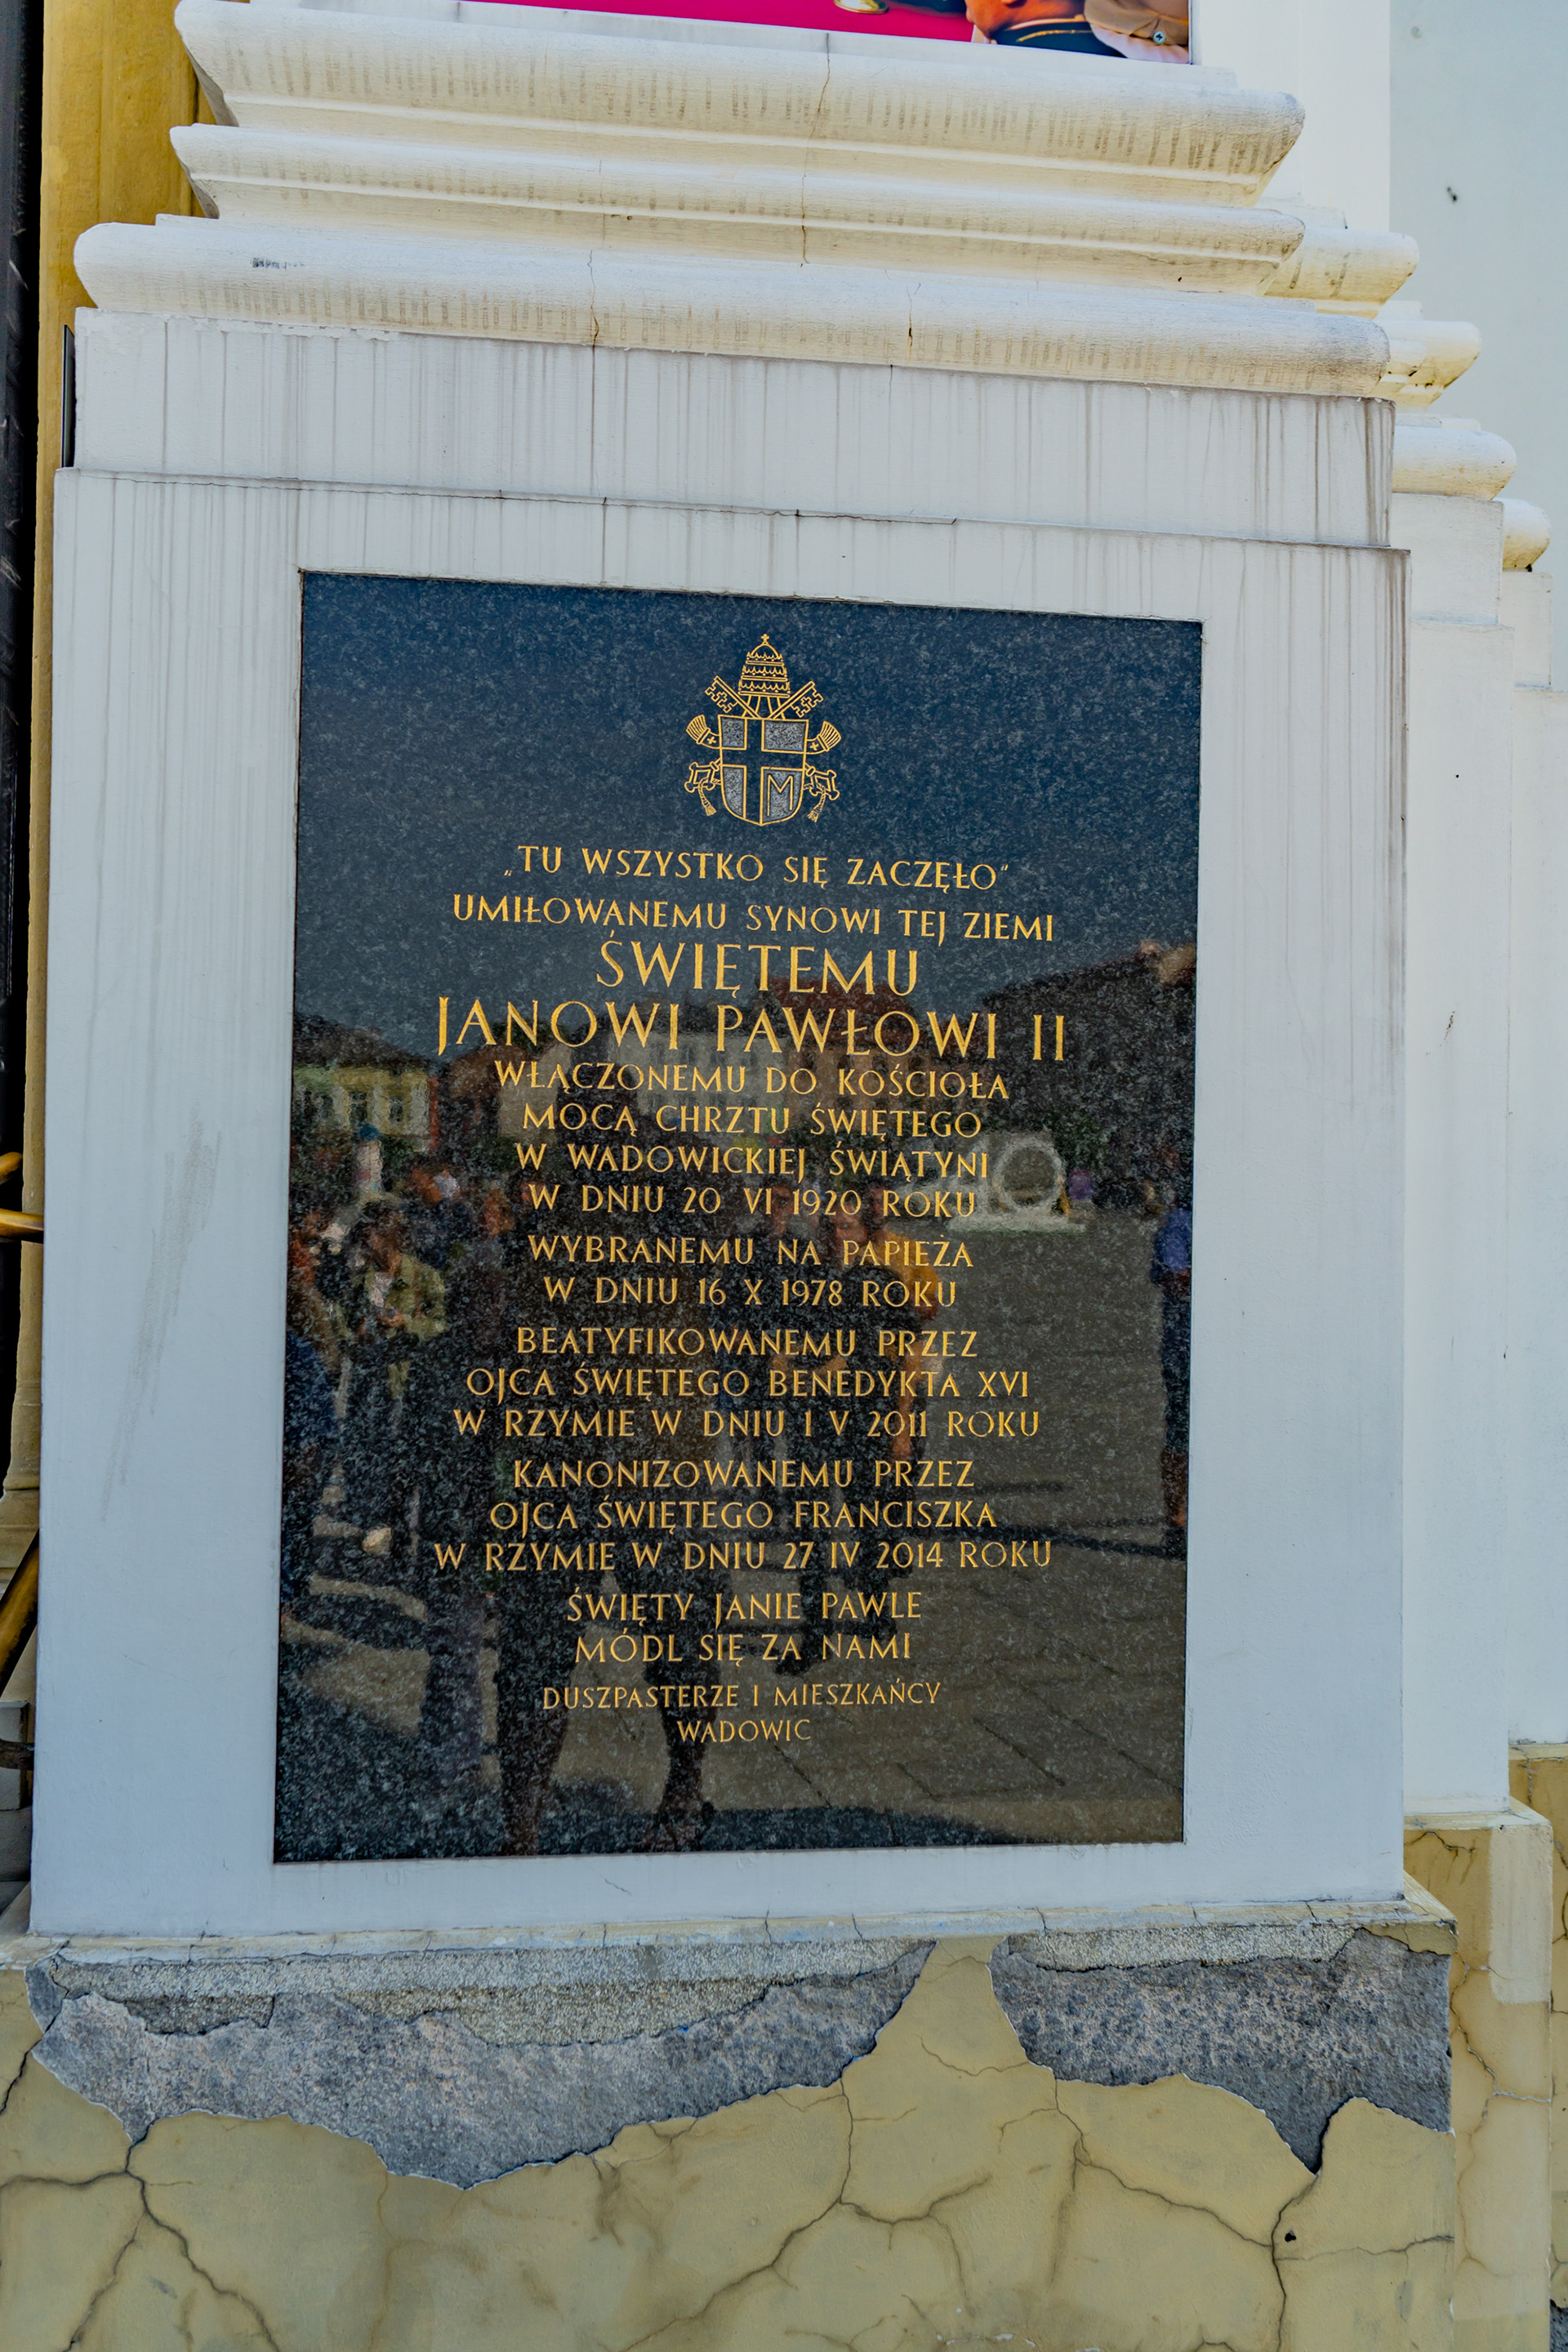 „TU WSZYSTKO SIĘ ZACZĘŁO"
UMIŁOWANEMU SYNOWI TEJ ZIEMI
ŚWIĘTEMU
JANOWI PAWŁOWI II
WŁĄCZONEMU DO KOŚCIOŁA
MOCĄ CHRZTU ŚWIĘTEGO
W WADOWICKIEJ ŚWIĄTYNI
W DNIU 20 VI 1920 ROKU
WYBRANEMU NA PAPIEŻA
W DNIU 16 X 1978 ROKU
BEATYFIKOWANEMU PRZEZ
OJCA ŚWIĘTEGO BENEDYKTA XVI
W RZYMIE W DNIU 1 V 2011 ROKU
KANONIZOWANEMU PRZEZ
OJCA ŚWIĘTEGO FRANCISZKA
W RZYMIE W DNIU 27 IV 2014 ROKU
ŚWIĘTY JANIE PAWLE
MÓDL SIĘ ZA NAMI
DUSZPASTERZE I MIESZKAŃCY
WADOWIC